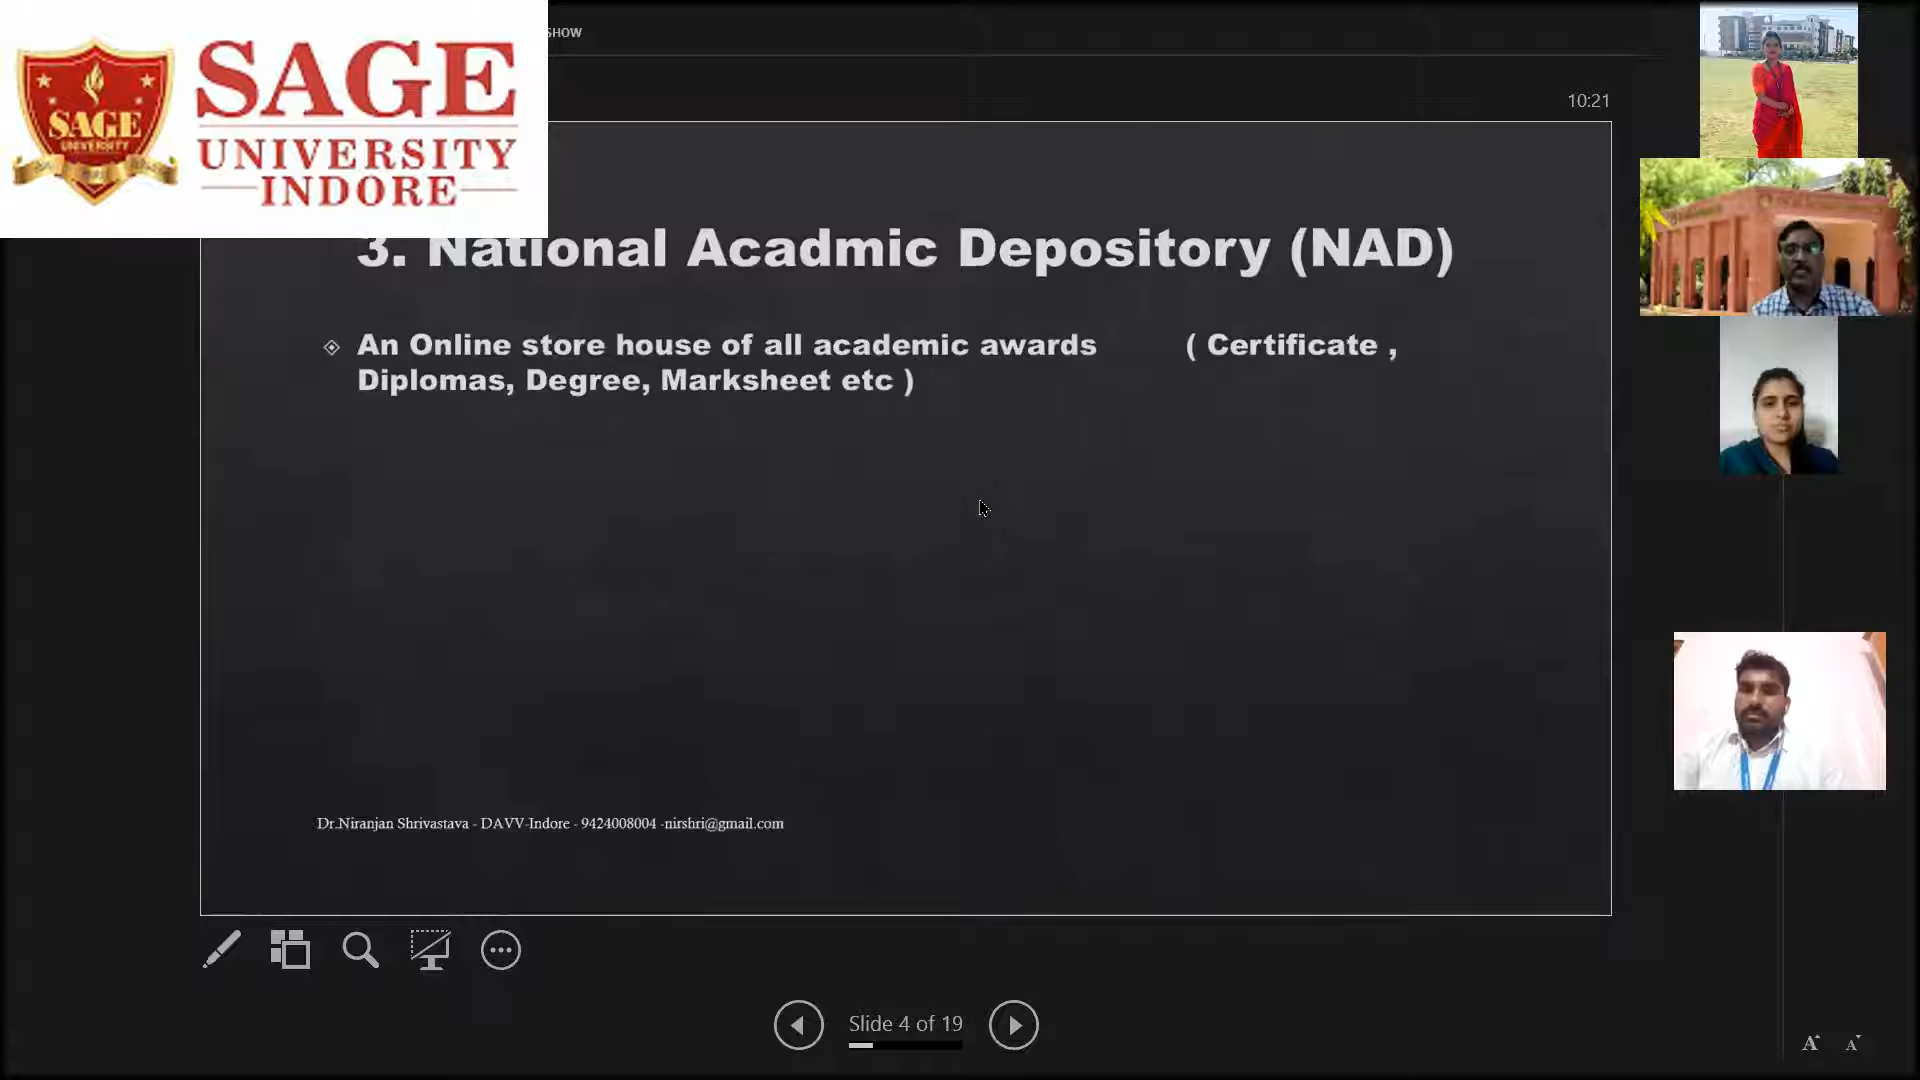 SHOW
SAGE
UNIVERSITY
SAGE
UNIVERSITY
INDORE
10:21
3. National Acadmic Depository (NAD)
An Online store house of all academic awards ( Certificate ,
Diplomas, Degree, Marksheet etc )
Dr.Niranjan Shrivastava - DAVV-Indore - 9424008004 -nirshri@gmail.com
Slide 4 of 19
A A